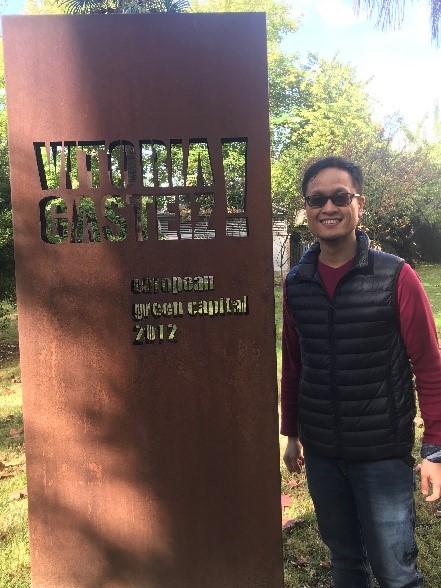 VITORIA!
GASTEIZ
european
green capital
2012